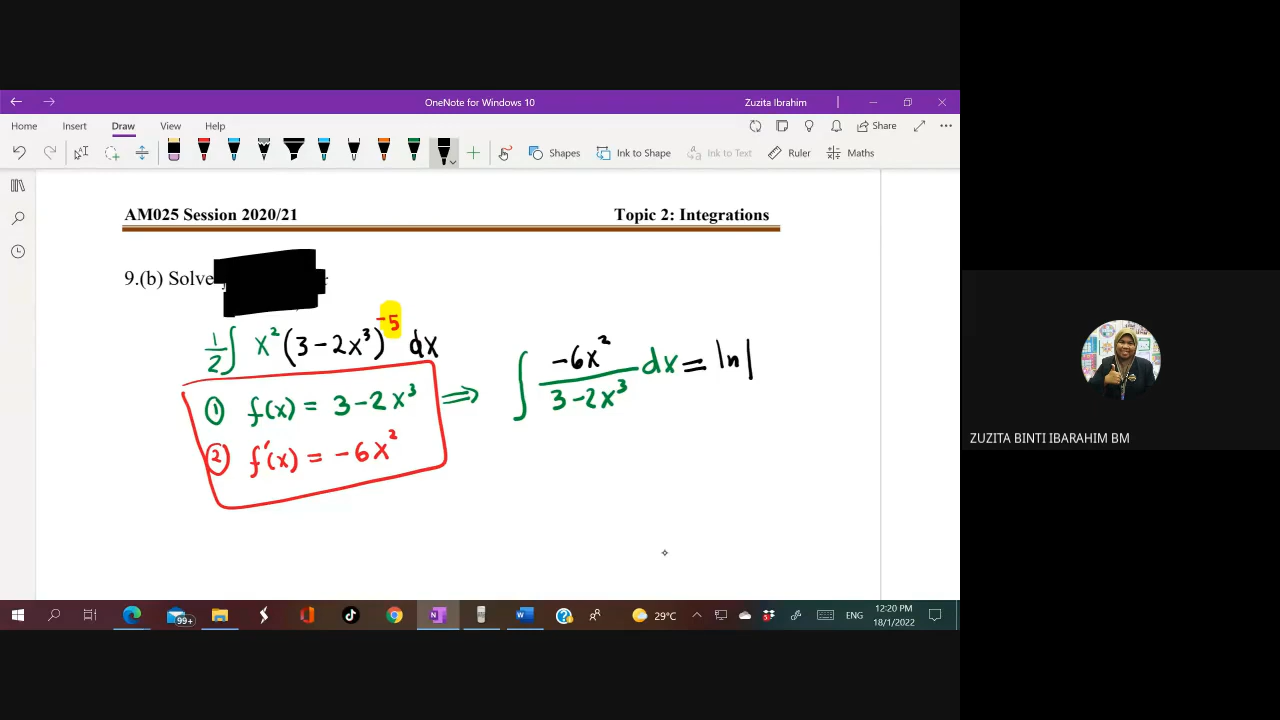 OneNote for Windows 10
Zuzita Ibrahim
Home Insert Draw View Help
Share
Shapes Ink to Shape Ink to Text Ruler Maths
AM025 Session 2020/21
Topic 2: Integrations
9.(b) Solve
½∫ x²(3-2x³)⁻⁵ dx
① f(x) = 3-2x³ ⇒ ∫ -6x²/(3-2x³) dx = ln|
② f'(x) = -6x²
ZUZITA BINTI IBARAHIM BM
99+
29°C
ENG
12:20 PM
18/1/2022